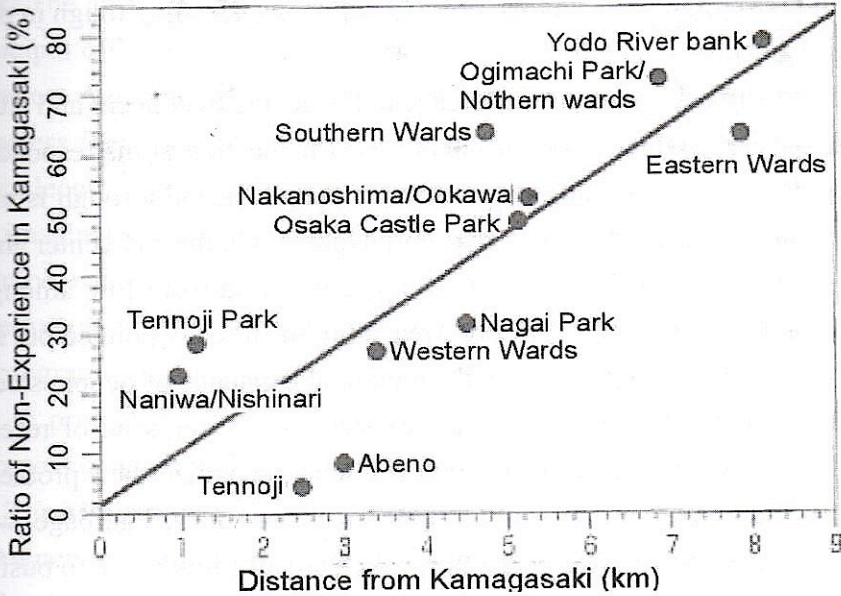 Ratio of Non-Experience in Kamagasaki (%)
80
70
60
50
40
30
20
10
0
Yodo River bank
Ogimachi Park/
Nothern wards
Southern Wards
Eastern Wards
Nakanoshima/Ookawa
Osaka Castle Park
Tennoji Park
Nagai Park
Western Wards
Naniwa/Nishinari
Abeno
Tennoji
0 1 2 3 4 5 6 7 8 9
Distance from Kamagasaki (km)